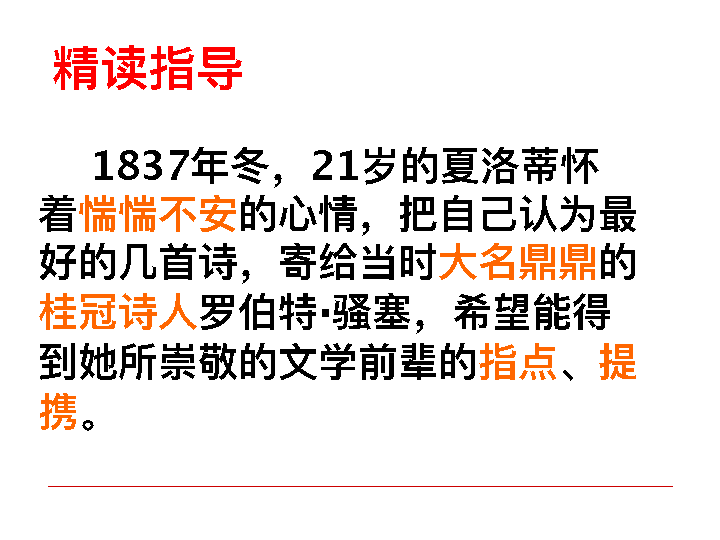 精读指导
1837年冬，21岁的夏洛蒂怀
着惴惴不安的心情，把自己认为最
好的几首诗，寄给当时大名鼎鼎的
桂冠诗人罗伯特·骚塞，希望能得
到她所崇敬的文学前辈的指点、提
携。